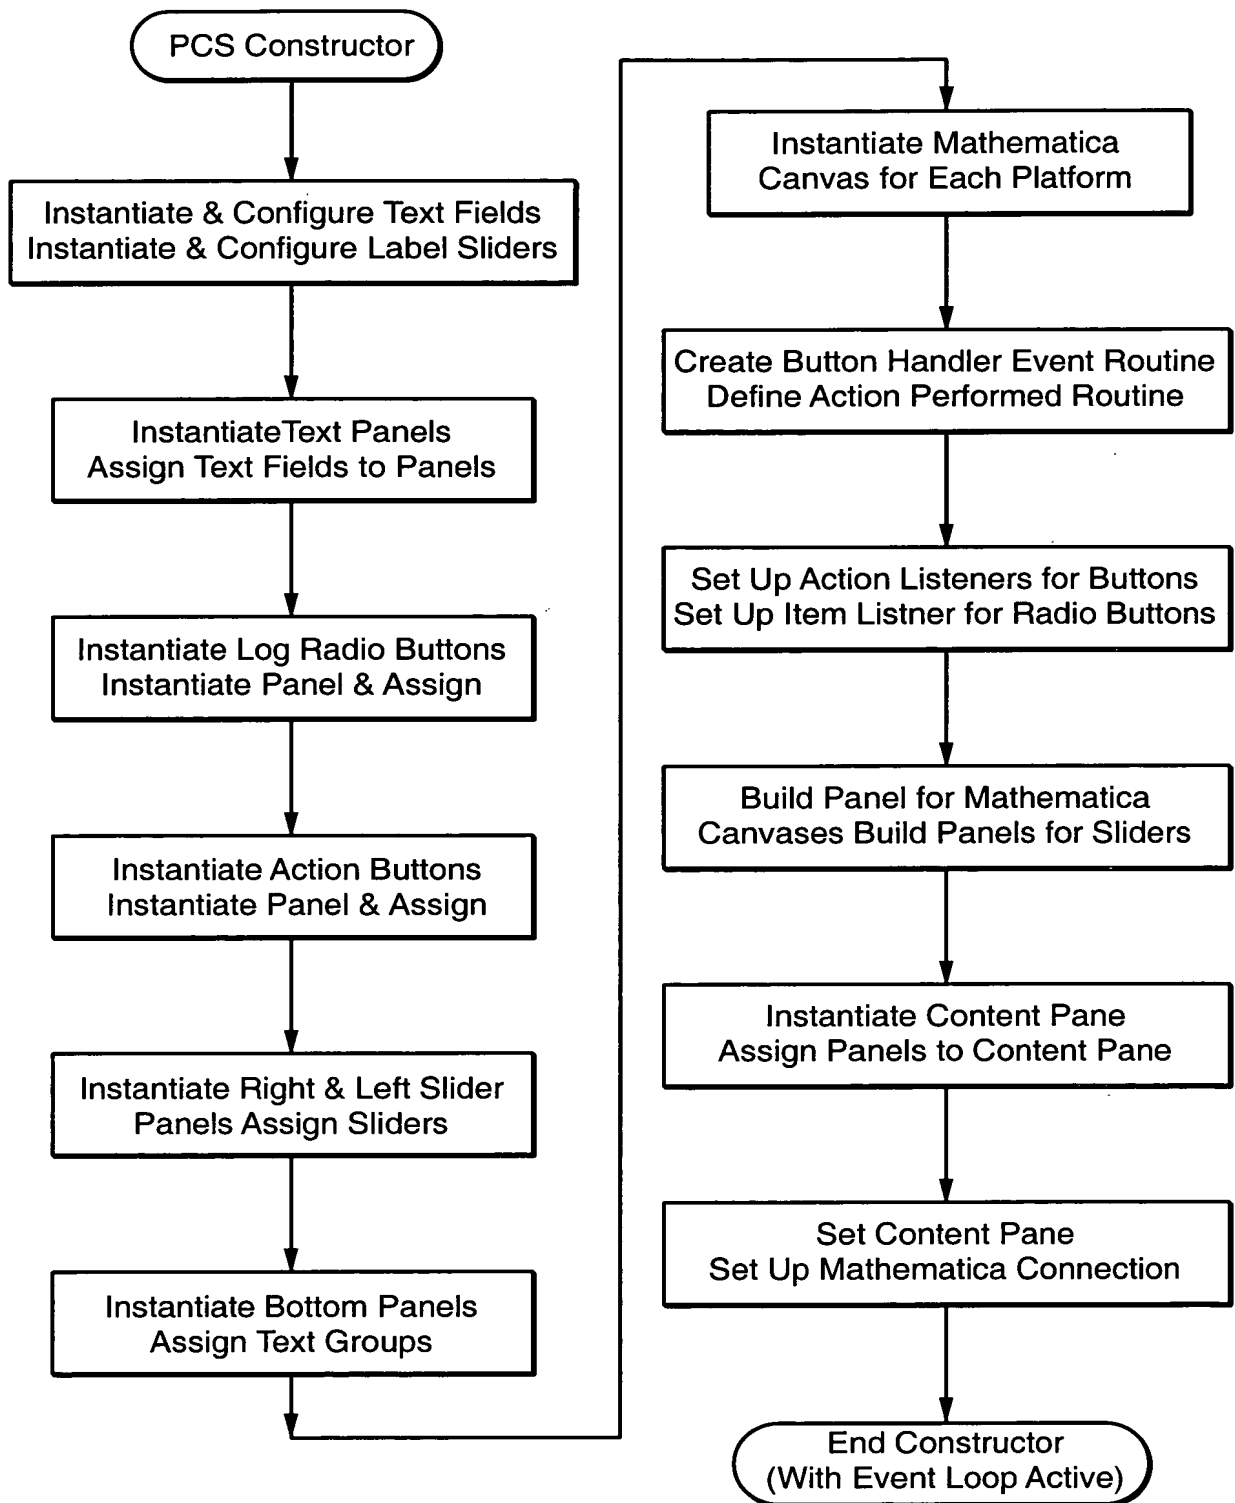 PCS Constructor
Instantiate & Configure Text Fields
Instantiate & Configure Label Sliders
InstantiateText Panels
Assign Text Fields to Panels
Instantiate Log Radio Buttons
Instantiate Panel & Assign
Instantiate Action Buttons
Instantiate Panel & Assign
Instantiate Right & Left Slider
Panels Assign Sliders
Instantiate Bottom Panels
Assign Text Groups
Instantiate Mathematica
Canvas for Each Platform
Create Button Handler Event Routine
Define Action Performed Routine
Set Up Action Listeners for Buttons
Set Up Item Listner for Radio Buttons
Build Panel for Mathematica
Canvases Build Panels for Sliders
Instantiate Content Pane
Assign Panels to Content Pane
Set Content Pane
Set Up Mathematica Connection
End Constructor
(With Event Loop Active)